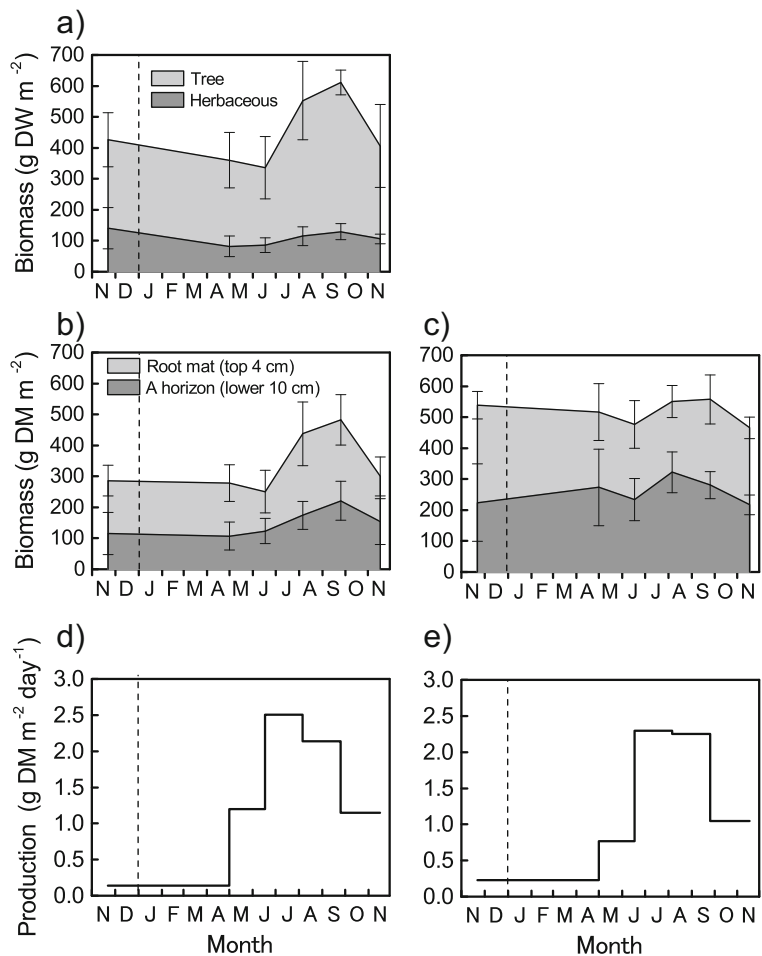 a)
Biomass (g DW m⁻²)
700
600
500
400
300
200
100
0
Tree
Herbaceous
N D J F M A M J J A S O N
b)
Biomass (g DM m⁻²)
700
600
500
400
300
200
100
0
Root mat (top 4 cm)
A horizon (lower 10 cm)
N D J F M A M J J A S O N
c)
700
600
500
400
300
200
100
0
N D J F M A M J J A S O N
d)
Production (g DM m⁻² day⁻¹)
3.0
2.5
2.0
1.5
1.0
0.5
0.0
N D J F M A M J J A S O N
Month
e)
3.0
2.5
2.0
1.5
1.0
0.5
0.0
N D J F M A M J J A S O N
Month